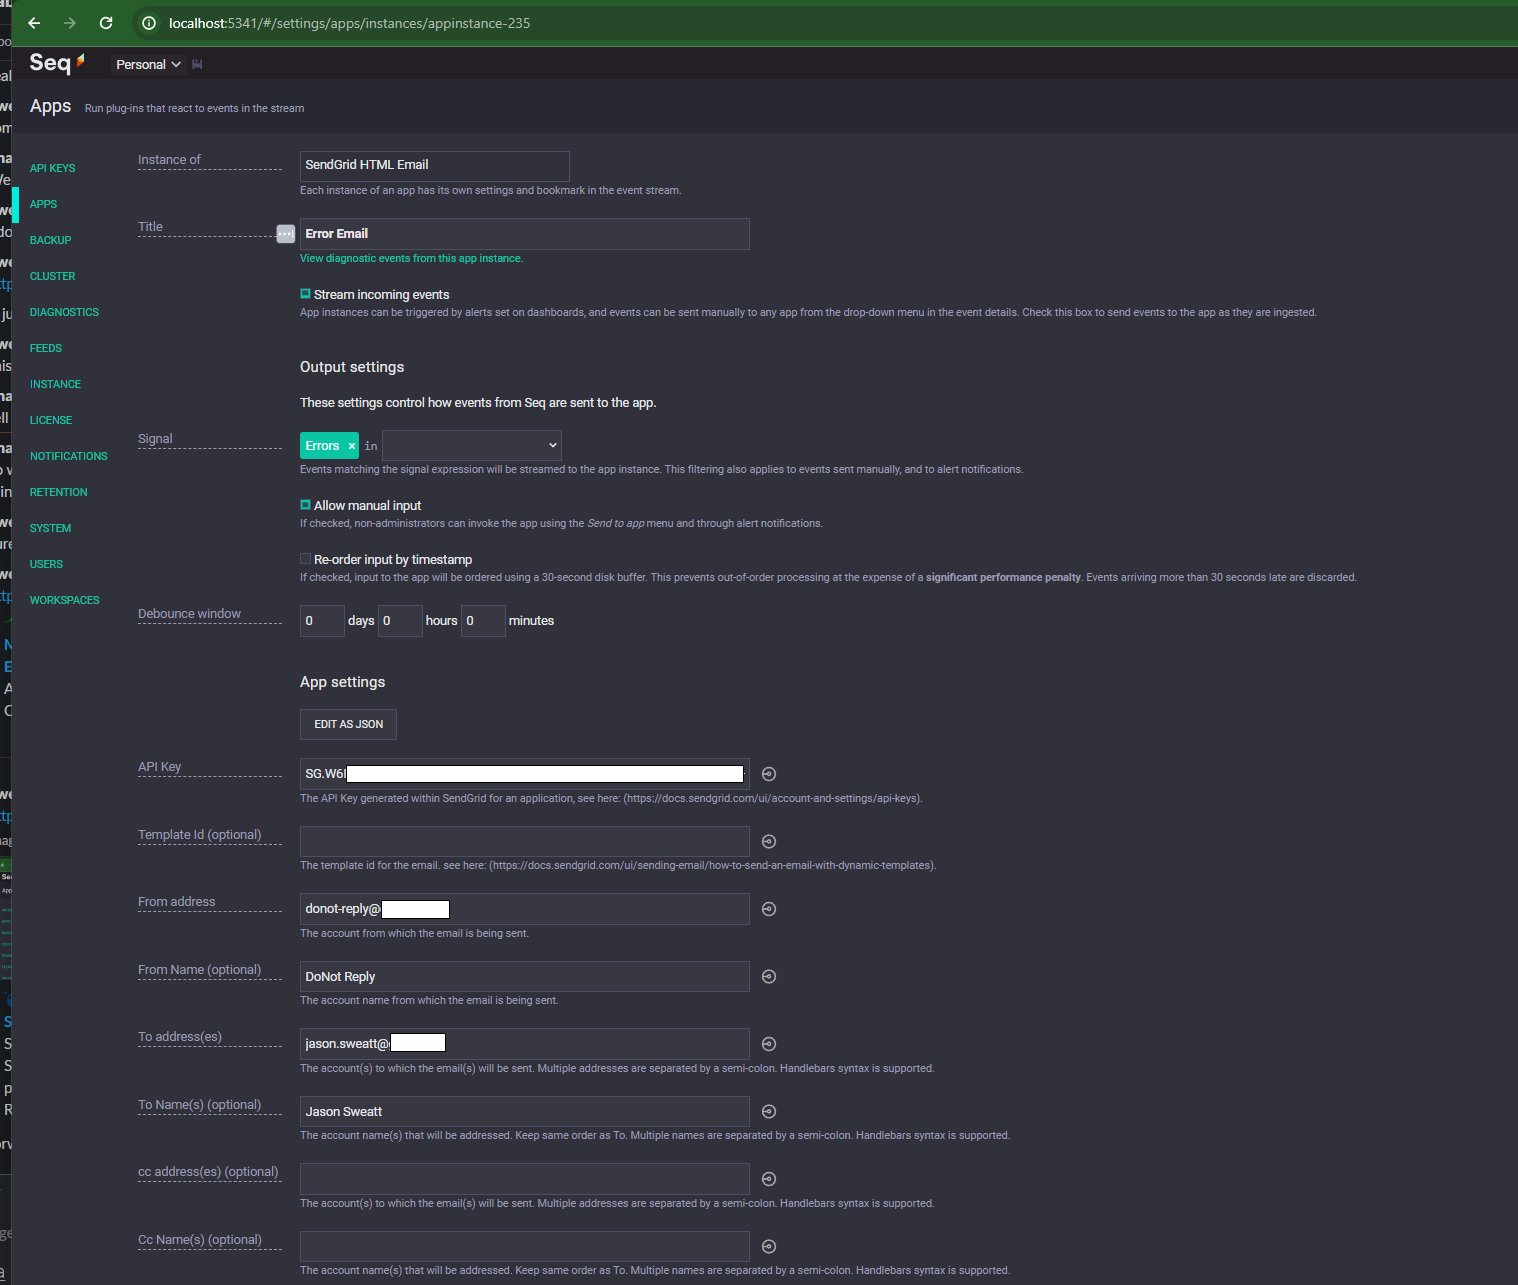 localhost:5341/#/settings/apps/instances/appinstance-235
Seq
Personal
Apps Run plug-ins that react to events in the stream
API KEYS
APPS
BACKUP
CLUSTER
DIAGNOSTICS
FEEDS
INSTANCE
LICENSE
NOTIFICATIONS
RETENTION
SYSTEM
USERS
WORKSPACES
Instance of
SendGrid HTML Email
Each instance of an app has its own settings and bookmark in the event stream.
Title
Error Email
View diagnostic events from this app instance.
Stream incoming events
App instances can be triggered by alerts set on dashboards, and events can be sent manually to any app from the drop-down menu in the event details. Check this box to send events to the app as they are ingested.
Output settings
These settings control how events from Seq are sent to the app.
Signal
Errors × in
Events matching the signal expression will be streamed to the app instance. This filtering also applies to events sent manually, and to alert notifications.
Allow manual input
If checked, non-administrators can invoke the app using the Send to app menu and through alert notifications.
Re-order input by timestamp
If checked, input to the app will be ordered using a 30-second disk buffer. This prevents out-of-order processing at the expense of a significant performance penalty. Events arriving more than 30 seconds late are discarded.
Debounce window
0 days 0 hours 0 minutes
App settings
EDIT AS JSON
API Key
SG.W6I
The API Key generated within SendGrid for an application, see here: (https://docs.sendgrid.com/ui/account-and-settings/api-keys).
Template Id (optional)
The template id for the email. see here: (https://docs.sendgrid.com/ui/sending-email/how-to-send-an-email-with-dynamic-templates).
From address
donot-reply@
The account from which the email is being sent.
From Name (optional)
DoNot Reply
The account name from which the email is being sent.
To address(es)
jason.sweatt@
The account(s) to which the email(s) will be sent. Multiple addresses are separated by a semi-colon. Handlebars syntax is supported.
To Name(s) (optional)
Jason Sweatt
The account name(s) that will be addressed. Keep same order as To. Multiple names are separated by a semi-colon. Handlebars syntax is supported.
cc address(es) (optional)
The account(s) to which the email(s) will be sent. Multiple addresses are separated by a semi-colon. Handlebars syntax is supported.
Cc Name(s) (optional)
The account name(s) that will be addressed. Keep same order as To. Multiple names are separated by a semi-colon. Handlebars syntax is supported.